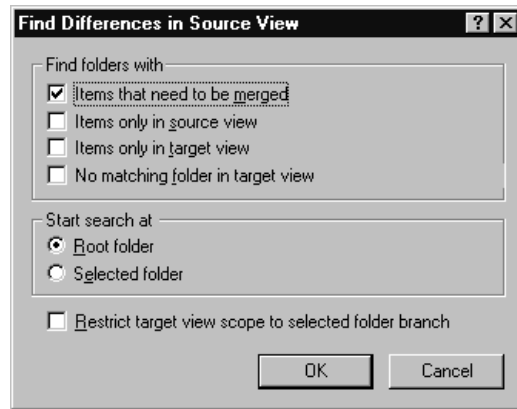 Find Differences in Source View
Find folders with
Items that need to be merged
Items only in source view
Items only in target view
No matching folder in target view
Start search at
Root folder
Selected folder
Restrict target view scope to selected folder branch
OK
Cancel